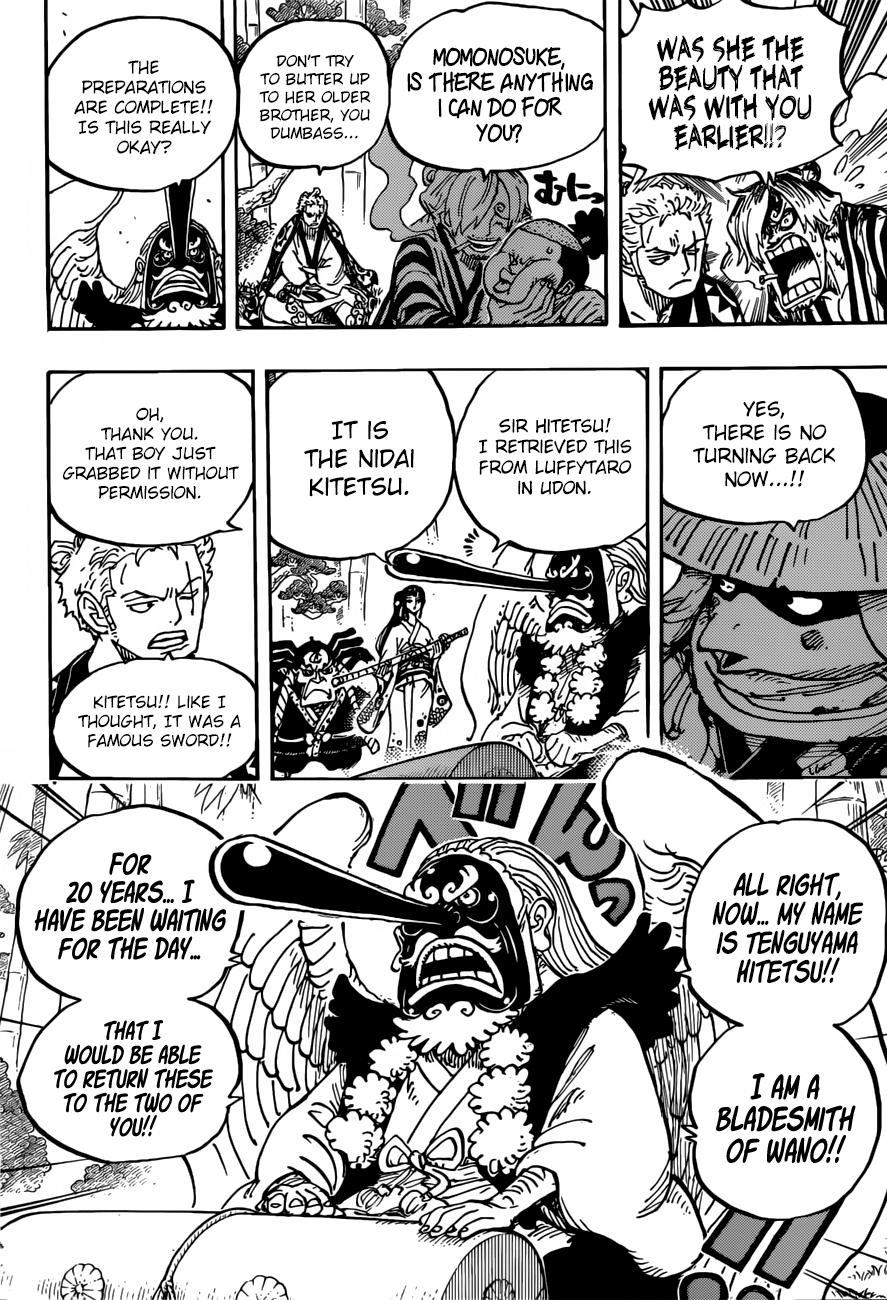 WAS SHE THE
BEAUTY THAT
WAS WITH YOU
EARLIER!!?
MOMONOSUKE,
IS THERE ANYTHING
I CAN DO FOR
YOU?
むにっ
DON'T TRY
TO BUTTER UP
TO HER OLDER
BROTHER, YOU
DUMBASS...
THE
PREPARATIONS
ARE COMPLETE!!
IS THIS REALLY
OKAY?
YES,
THERE IS NO
TURNING BACK
NOW...!!
SIR HITETSU!
I RETRIEVED THIS
FROM LUFFYTARO
IN UDON.
IT IS
THE NIDAI
KITETSU.
OH,
THANK YOU.
THAT BOY JUST
GRABBED IT WITHOUT
PERMISSION.
KITETSU!! LIKE I
THOUGHT, IT WAS A
FAMOUS SWORD!!
ALL RIGHT,
NOW... MY NAME
IS TENGUYAMA
HITETSU!!
I AM A
BLADESMITH
OF WANO!!
FOR
20 YEARS... I
HAVE BEEN WAITING
FOR THE DAY...
THAT I
WOULD BE ABLE
TO RETURN THESE
TO THE TWO OF
YOU!!
!!